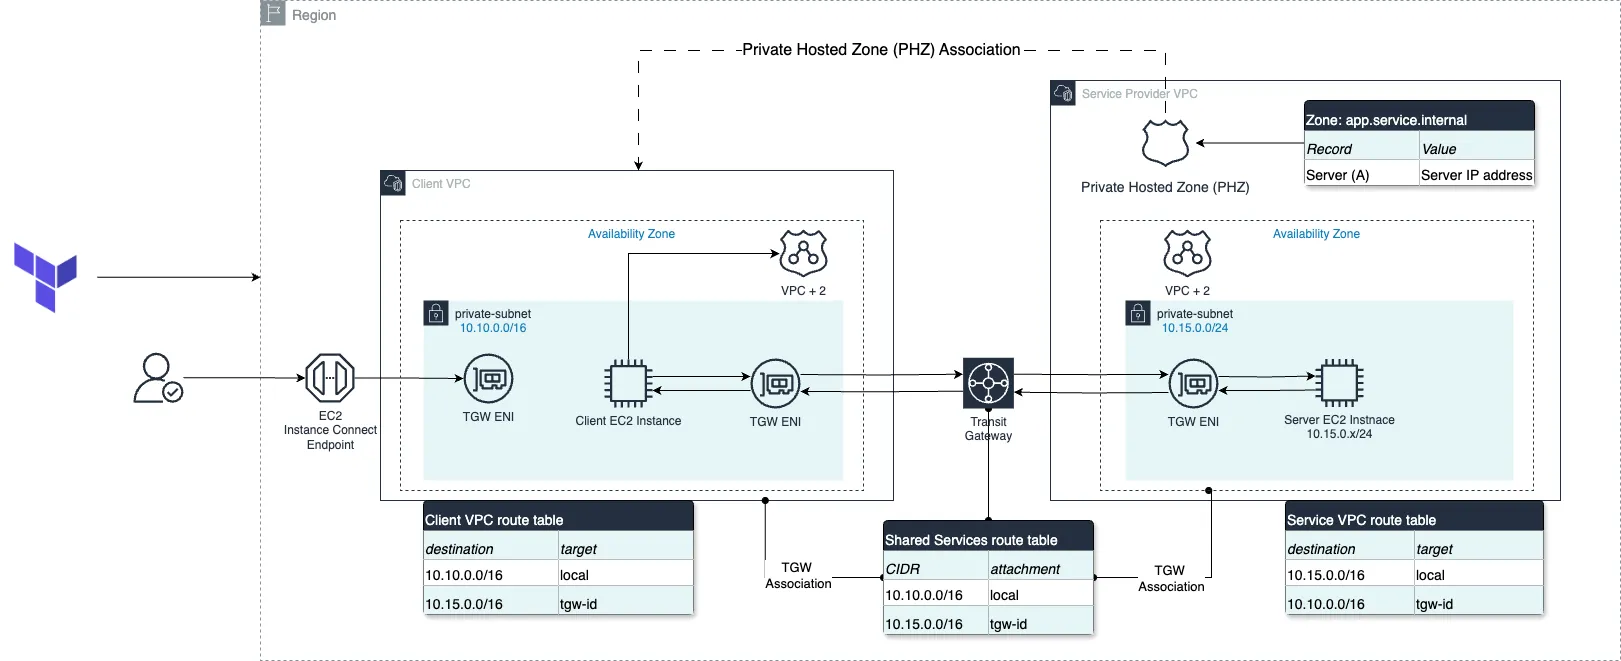 Region
Private Hosted Zone (PHZ) Association
Service Provider VPC
Zone: app.service.internal
Record Value
Server (A) Server IP address
Private Hosted Zone (PHZ)
Client VPC
Availability Zone
VPC + 2
private-subnet
10.10.0.0/16
TGW ENI
Client EC2 Instance
TGW ENI
EC2
Instance Connect
Endpoint
Transit
Gateway
Availability Zone
VPC + 2
private-subnet
10.15.0.0/24
TGW ENI
Server EC2 Instnace
10.15.0.x/24
Client VPC route table
destination target
10.10.0.0/16 local
10.15.0.0/16 tgw-id
TGW
Association
Shared Services route table
CIDR attachment
10.10.0.0/16 local
10.15.0.0/16 tgw-id
TGW
Association
Service VPC route table
destination target
10.15.0.0/16 local
10.10.0.0/16 tgw-id